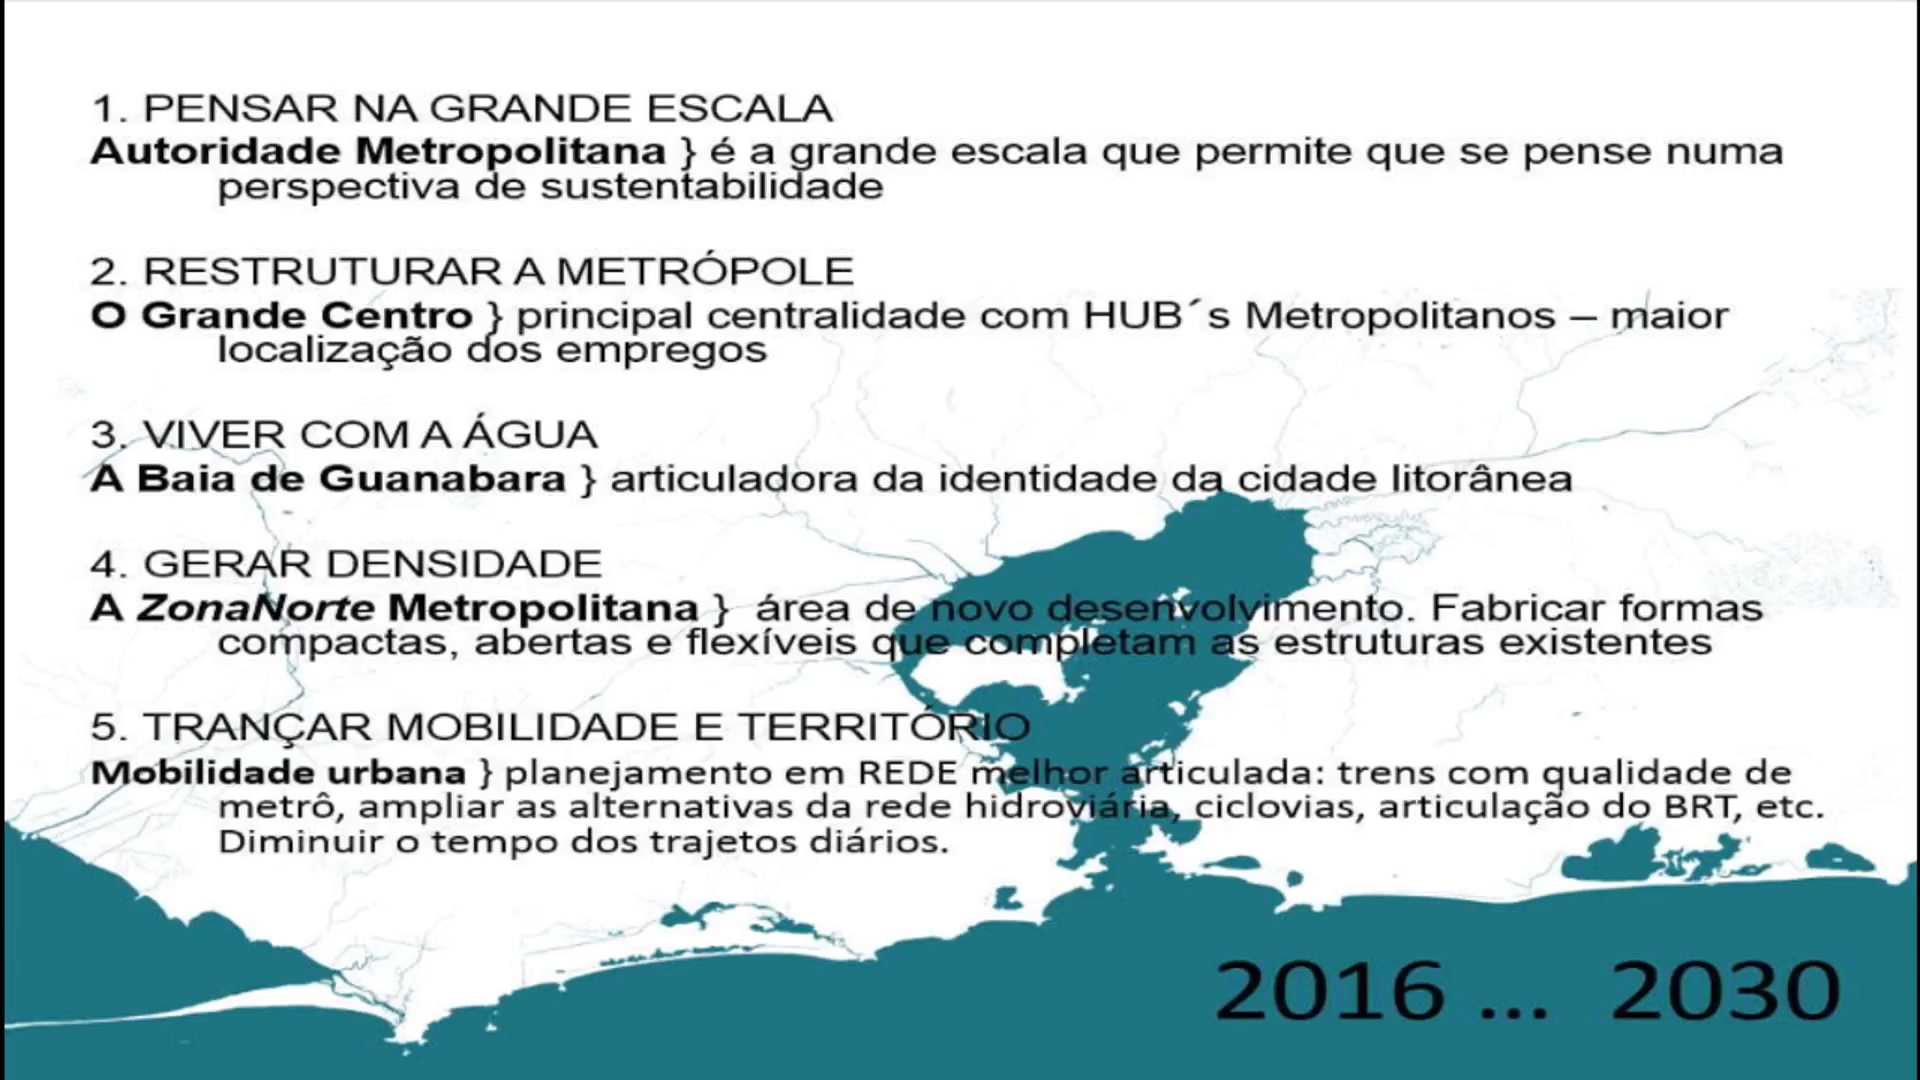 1. PENSAR NA GRANDE ESCALA
Autoridade Metropolitana } é a grande escala que permite que se pense numa
perspectiva de sustentabilidade
2. RESTRUTURAR A METRÓPOLE
O Grande Centro } principal centralidade com HUB´s Metropolitanos – maior
localização dos empregos
3. VIVER COM A ÁGUA
A Baia de Guanabara } articuladora da identidade da cidade litorânea
4. GERAR DENSIDADE
A ZonaNorte Metropolitana } área de novo desenvolvimento. Fabricar formas
compactas, abertas e flexíveis que completam as estruturas existentes
5. TRANÇAR MOBILIDADE E TERRITÓRIO
Mobilidade urbana } planejamento em REDE melhor articulada: trens com qualidade de
metrô, ampliar as alternativas da rede hidroviária, ciclovias, articulação do BRT, etc.
Diminuir o tempo dos trajetos diários.
2016 ... 2030